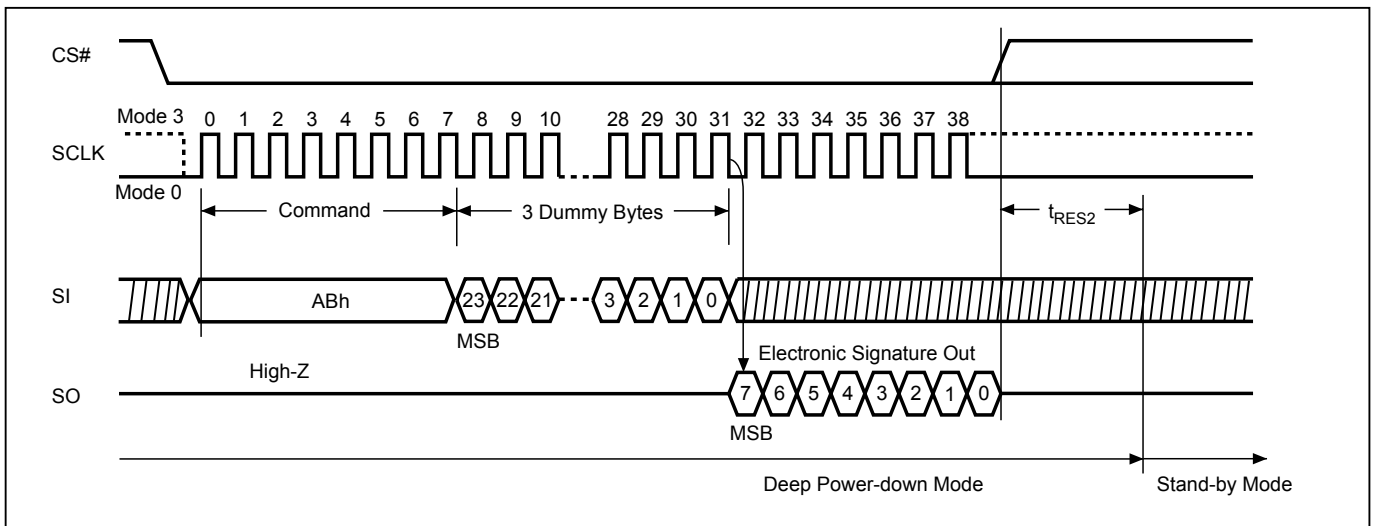 CS#
Mode 3
0 1 2 3 4 5 6 7 8 9 10 28 29 30 31 32 33 34 35 36 37 38
SCLK
Mode 0
Command
3 Dummy Bytes
tRES2
SI
ABh
23 22 21 3 2 1 0
MSB
Electronic Signature Out
High-Z
SO
7 6 5 4 3 2 1 0
MSB
Deep Power-down Mode
Stand-by Mode